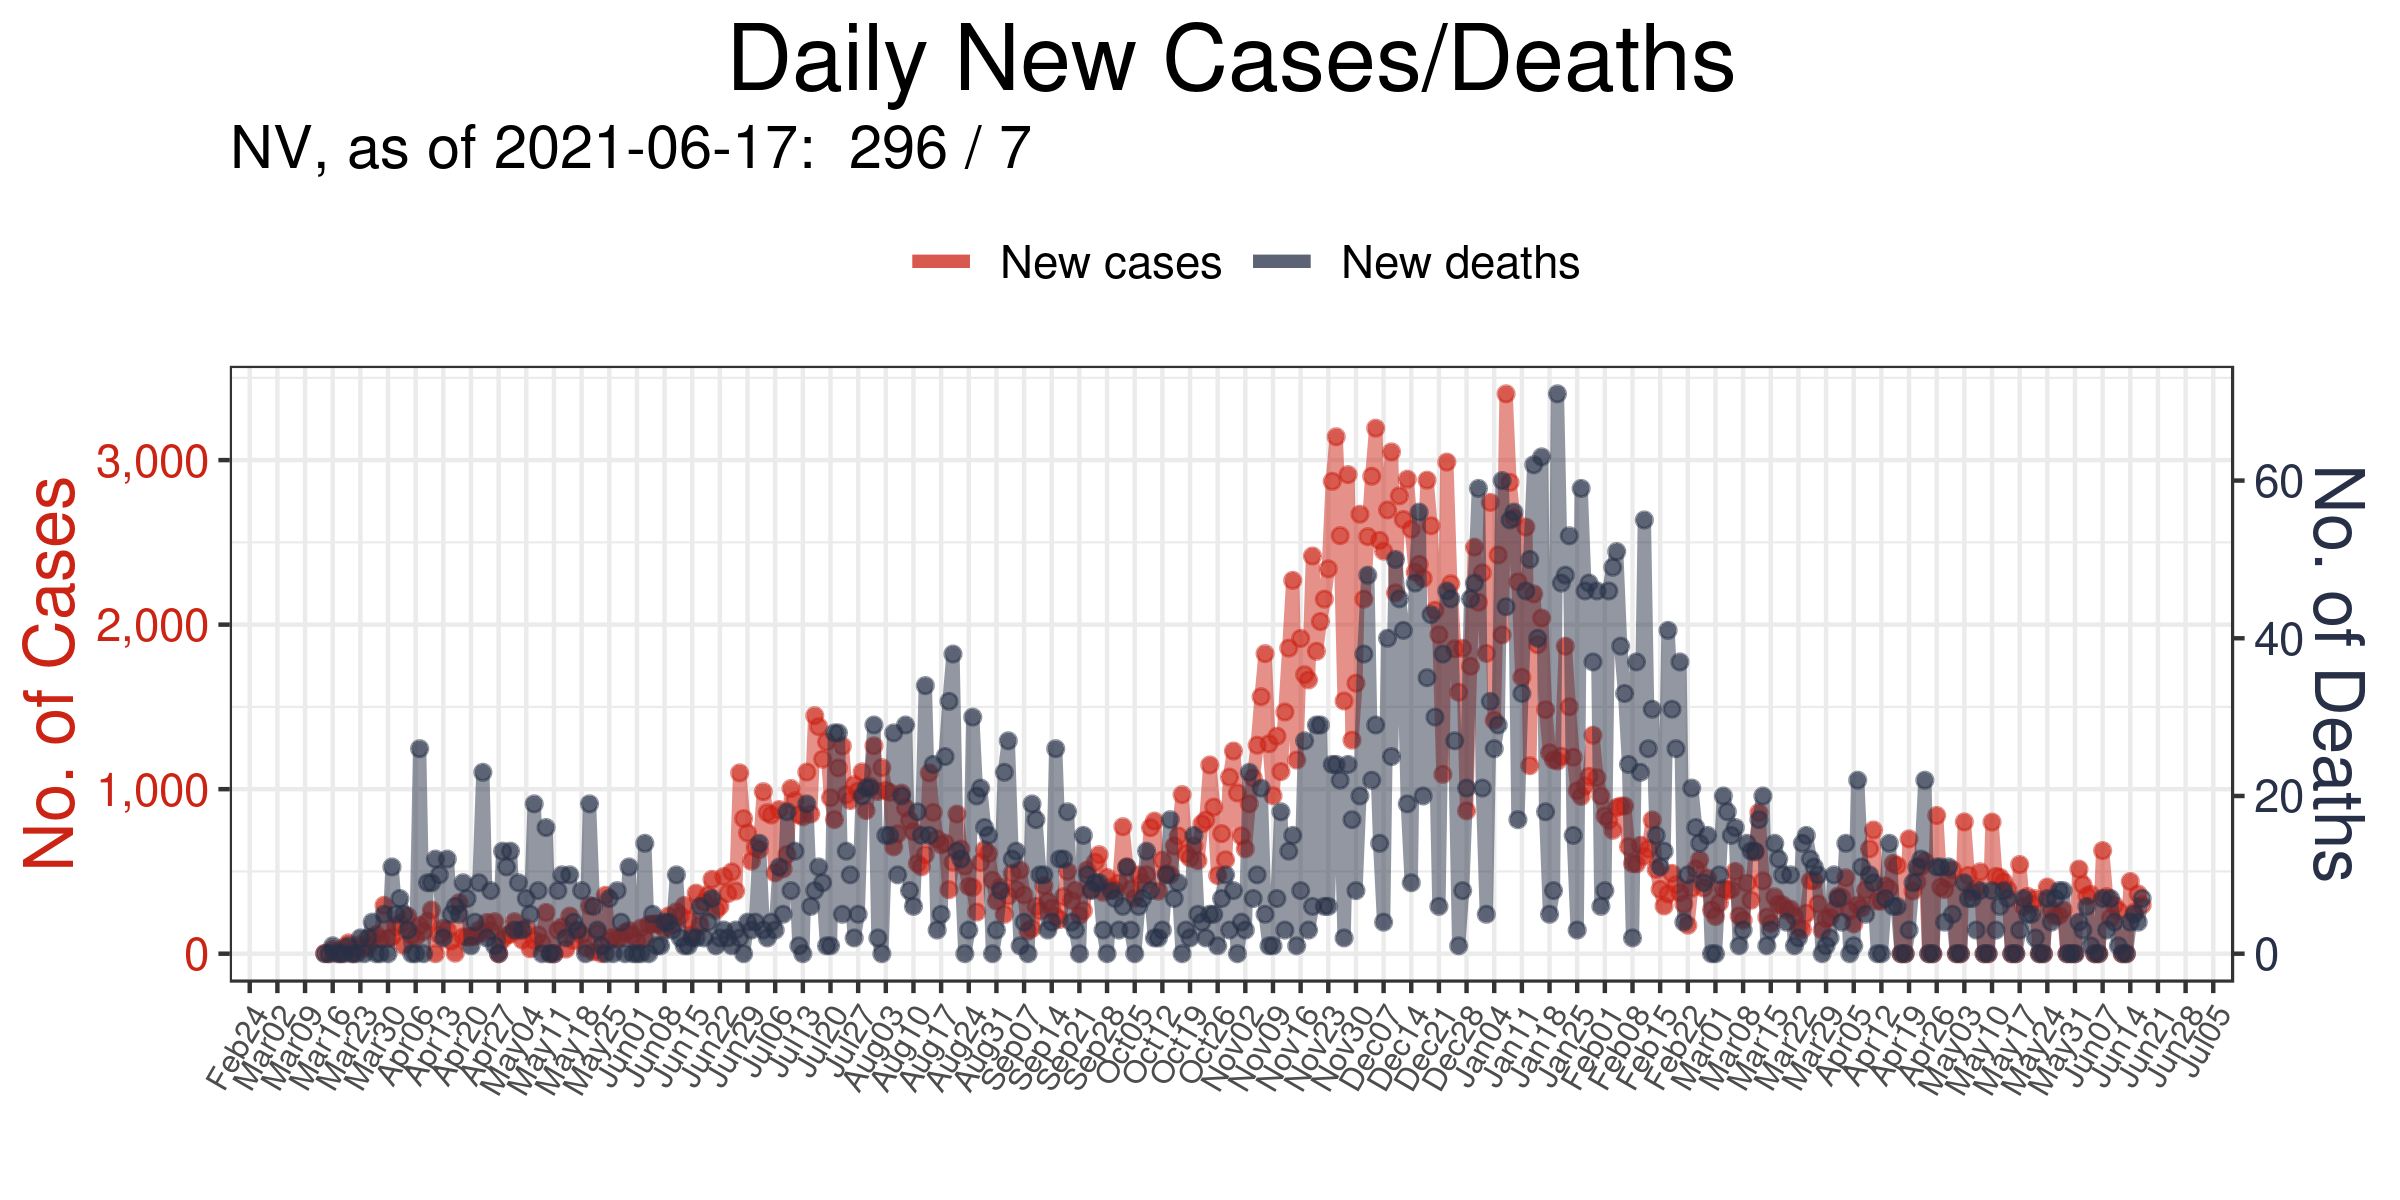 Daily New Cases/Deaths
NV, as of 2021-06-17:  296 / 7
New cases
New deaths
No. of Cases
3,000
2,000
1,000
0
60
40
20
0
No. of Deaths
Feb24
Mar02
Mar09
Mar16
Mar23
Mar30
Apr06
Apr13
Apr20
Apr27
May04
May11
May18
May25
Jun01
Jun08
Jun15
Jun22
Jun29
Jul06
Jul13
Jul20
Jul27
Aug03
Aug10
Aug17
Aug24
Aug31
Sep07
Sep14
Sep21
Sep28
Oct05
Oct12
Oct19
Oct26
Nov02
Nov09
Nov16
Nov23
Nov30
Dec07
Dec14
Dec21
Dec28
Jan04
Jan11
Jan18
Jan25
Feb01
Feb08
Feb15
Feb22
Mar01
Mar08
Mar15
Mar22
Mar29
Apr05
Apr12
Apr19
Apr26
May03
May10
May17
May24
May31
Jun07
Jun14
Jun21
Jun28
Jul05